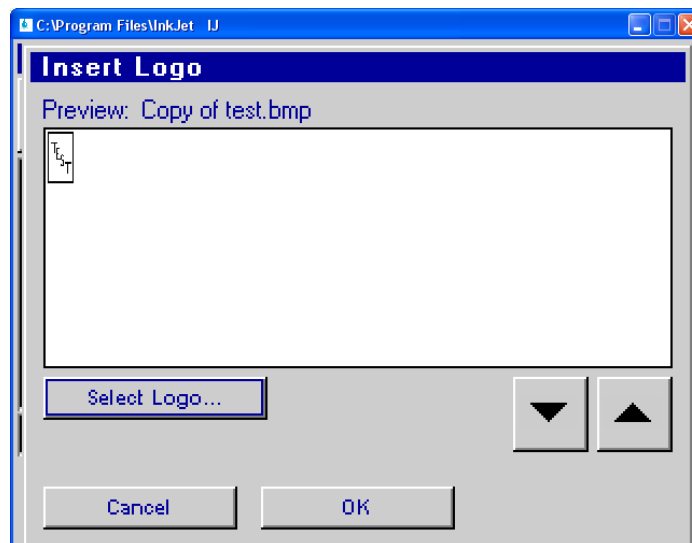 C:\Program Files\InkJet IJ
Insert Logo
Preview: Copy of test.bmp
TEST
Select Logo...
Cancel
OK